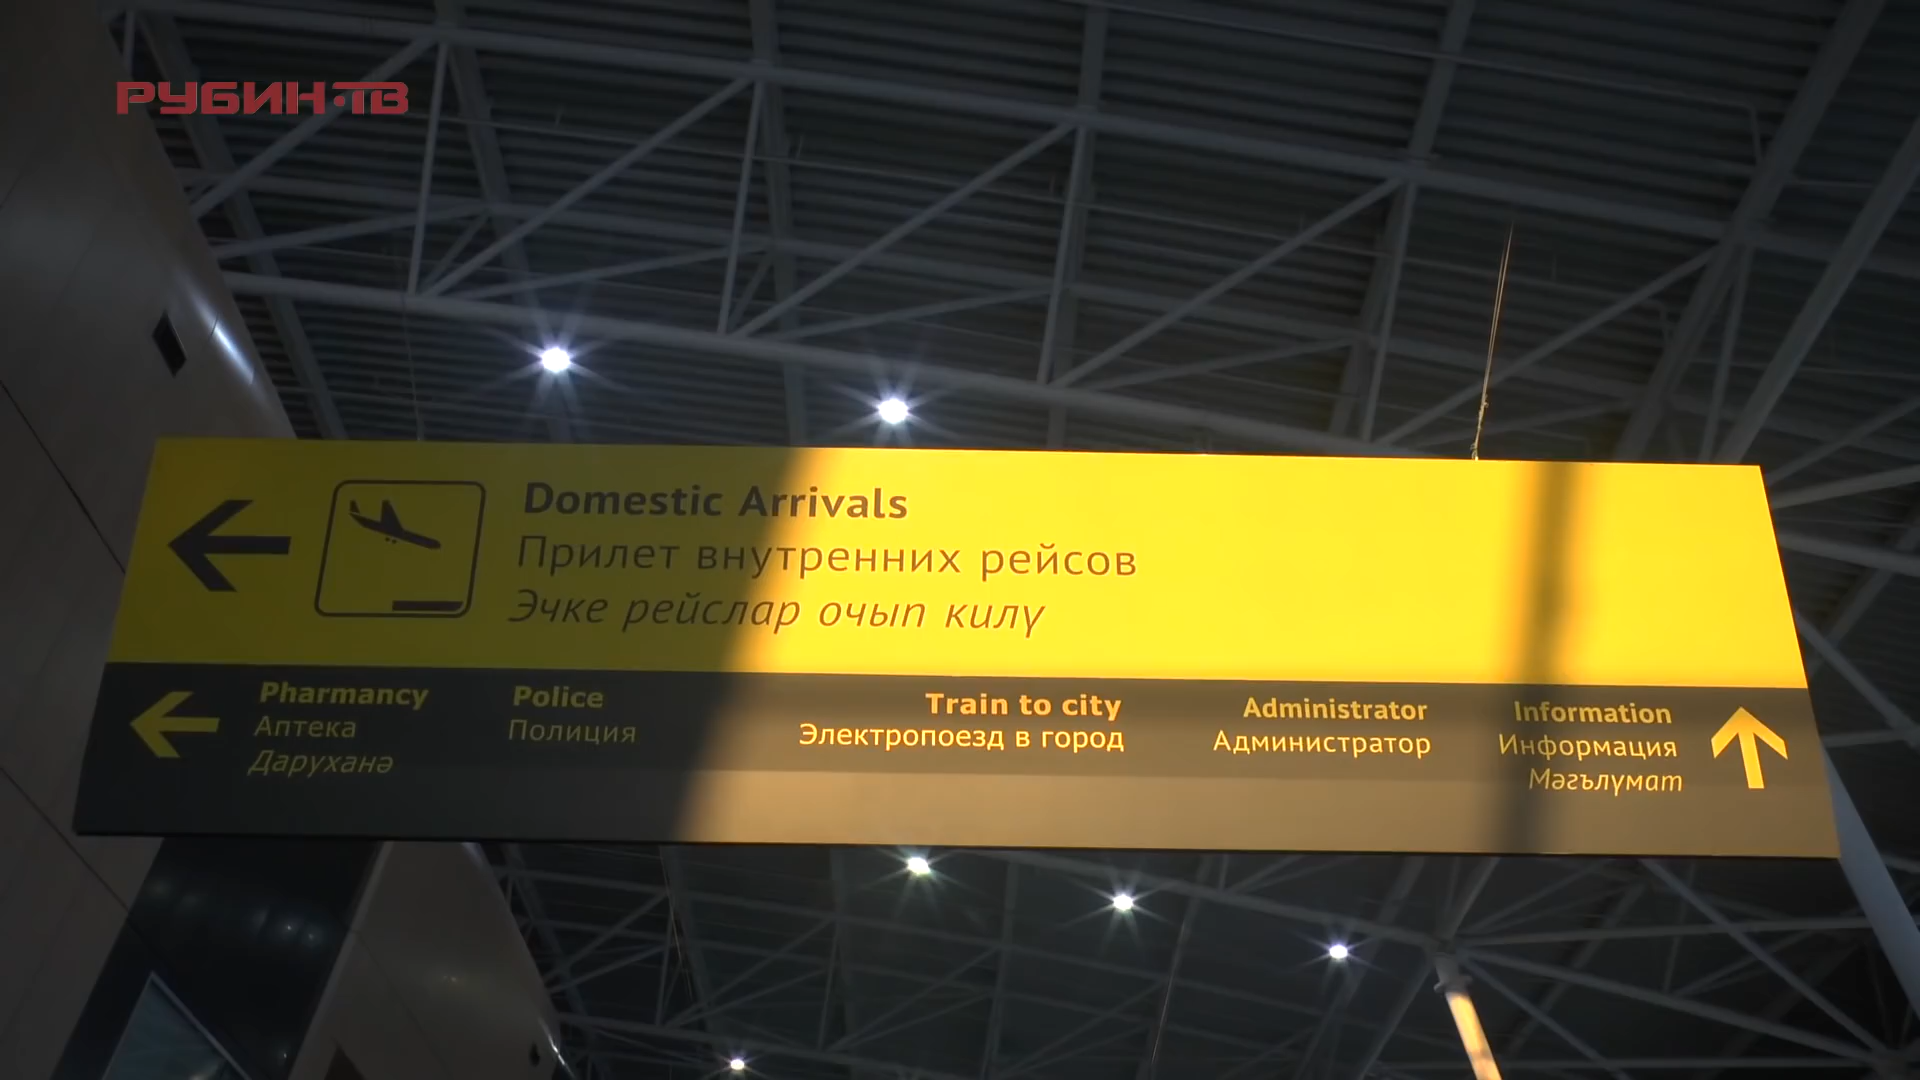 РУБИН·ТВ
Domestic Arrivals
Прилет внутренних рейсов
Эчке рейслар очып килү
Pharmancy
Аптека
Даруханә
Police
Полиция
Train to city
Электропоезд в город
Administrator
Администратор
Information
Информация
Мәгълумат